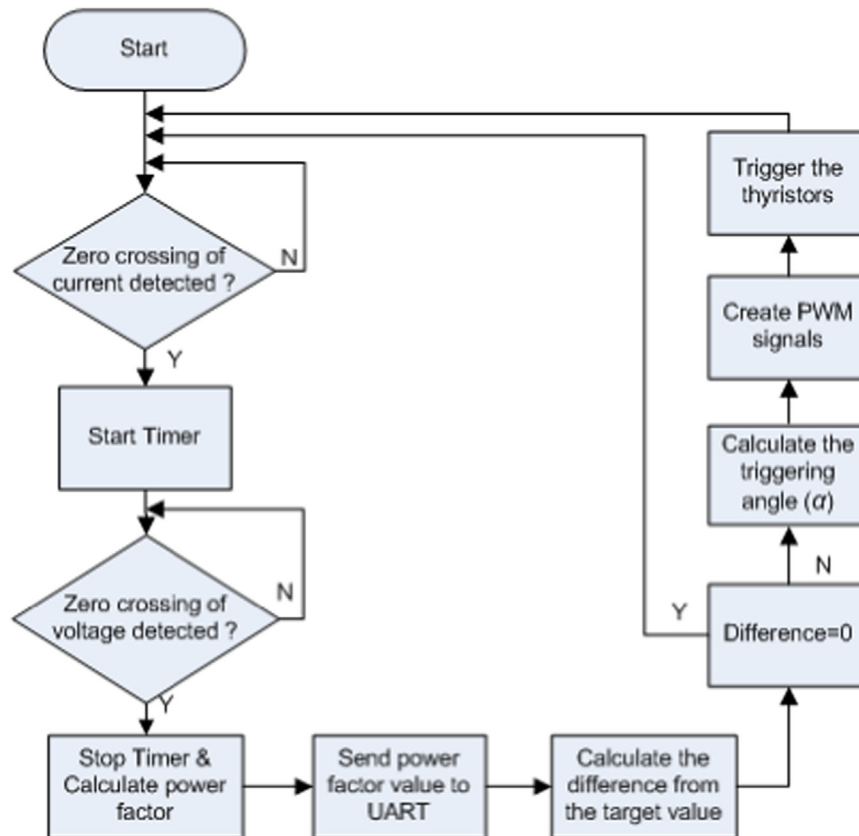 Start
Zero crossing of
current detected ?
N
Y
Start Timer
Zero crossing of
voltage detected ?
N
Y
Stop Timer &
Calculate power
factor
Send power
factor value to
UART
Calculate the
difference from
the target value
Difference=0
Y
N
Calculate the
triggering
angle (α)
Create PWM
signals
Trigger the
thyristors